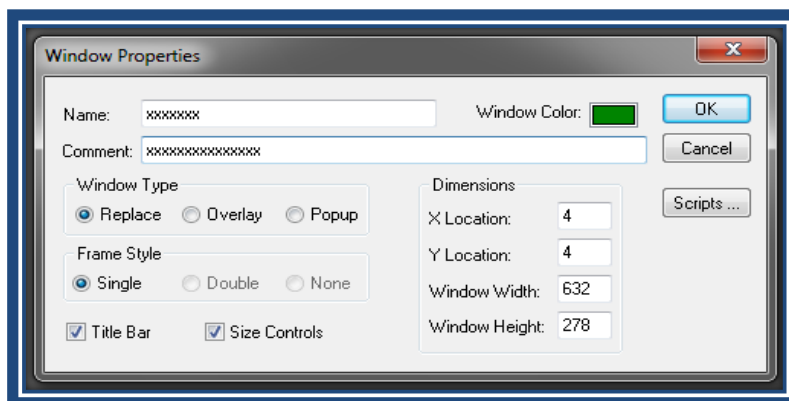 Window Properties
Name: xxxxxxx Window Color: OK
Comment: xxxxxxxxxxxxxxx Cancel
Window Type Dimensions
Replace Overlay Popup X Location: 4 Scripts ...
Frame Style Y Location: 4
Single Double None Window Width: 632
Title Bar Size Controls Window Height: 278